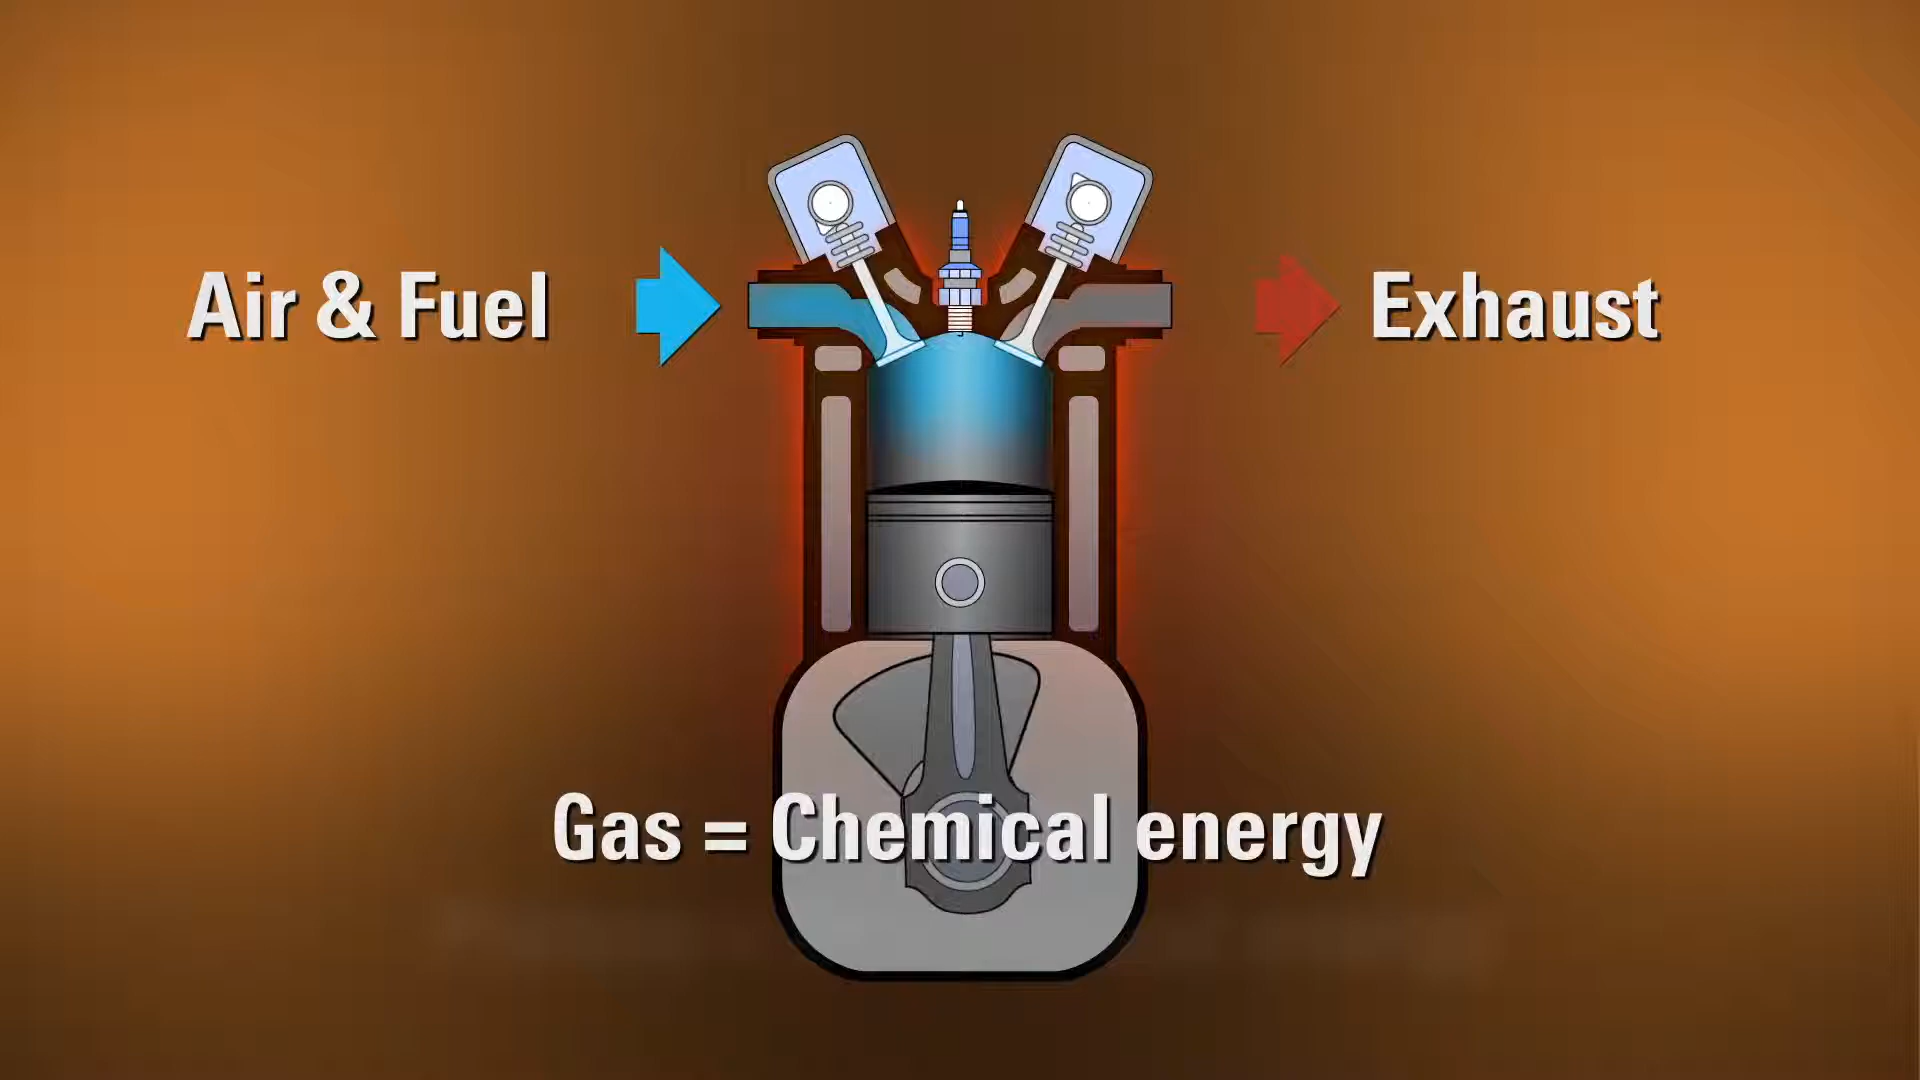 Air & Fuel
Exhaust
Gas = Chemical energy